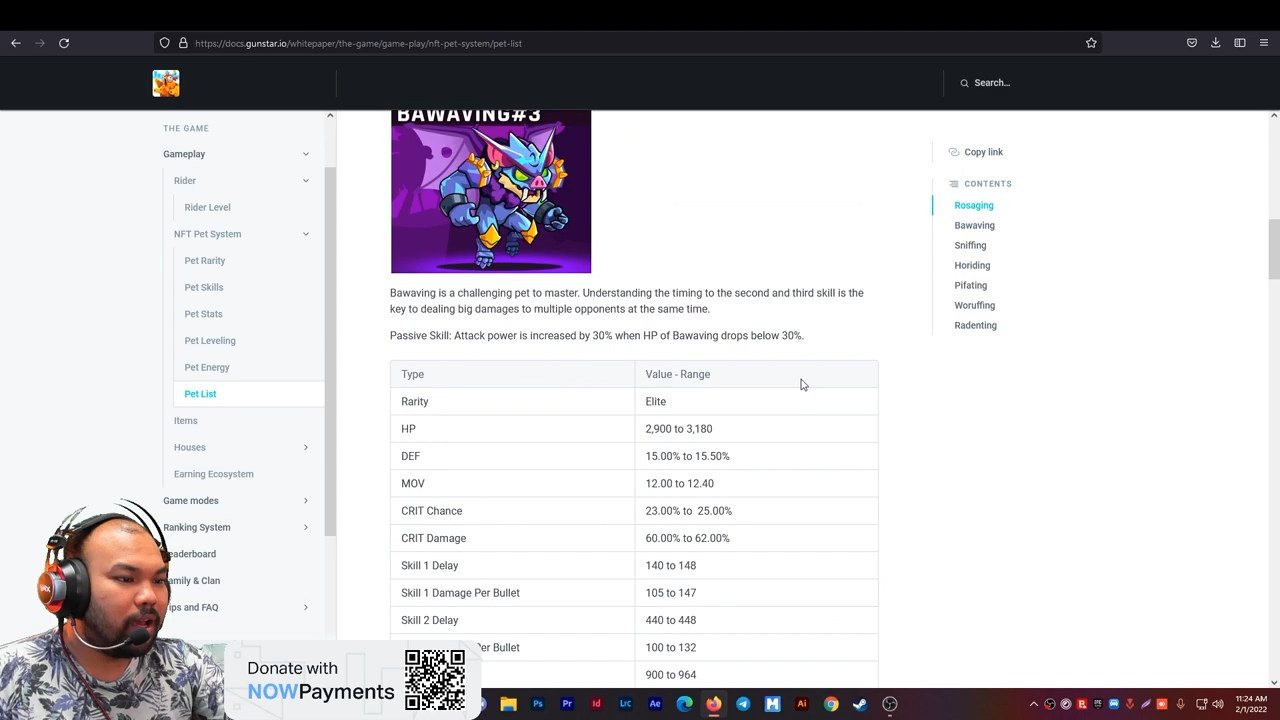 https://docs.gunstar.io/whitepaper/the-game/game-play/nft-pet-system/pet-list
Search…
THE GAME
Gameplay
Rider
Rider Level
NFT Pet System
Pet Rarity
Pet Skills
Pet Stats
Pet Leveling
Pet Energy
Pet List
Items
Houses
Earning Ecosystem
Game modes
Ranking System
eaderboard
amily & Clan
ips and FAQ
BAWAVING#3
Bawaving is a challenging pet to master. Understanding the timing to the second and third skill is the
key to dealing big damages to multiple opponents at the same time.
Passive Skill: Attack power is increased by 30% when HP of Bawaving drops below 30%.
Type Value - Range
Rarity Elite
HP 2,900 to 3,180
DEF 15.00% to 15.50%
MOV 12.00 to 12.40
CRIT Chance 23.00% to 25.00%
CRIT Damage 60.00% to 62.00%
Skill 1 Delay 140 to 148
Skill 1 Damage Per Bullet 105 to 147
Skill 2 Delay 440 to 448
Per Bullet 100 to 132
900 to 964
Copy link
CONTENTS
Rosaging
Bawaving
Sniffing
Horiding
Pifating
Woruffing
Radenting
Donate with
NOWPayments
Ps
Pr
Id
Lrc
Ae
Ai
11:24 AM
2/1/2022